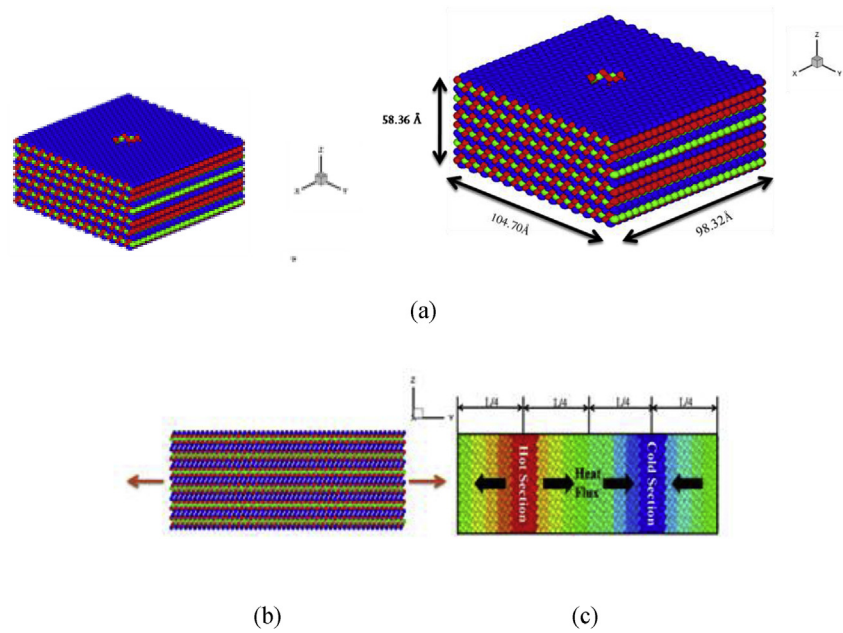 Z
X
Y
Z
X
Y
58.36 Å
104.70Å
98.32Å
(a)
Z
Y
L/4
L/4
L/4
L/4
Hot Section
Heat
Flux
Cold Section
(b)
(c)